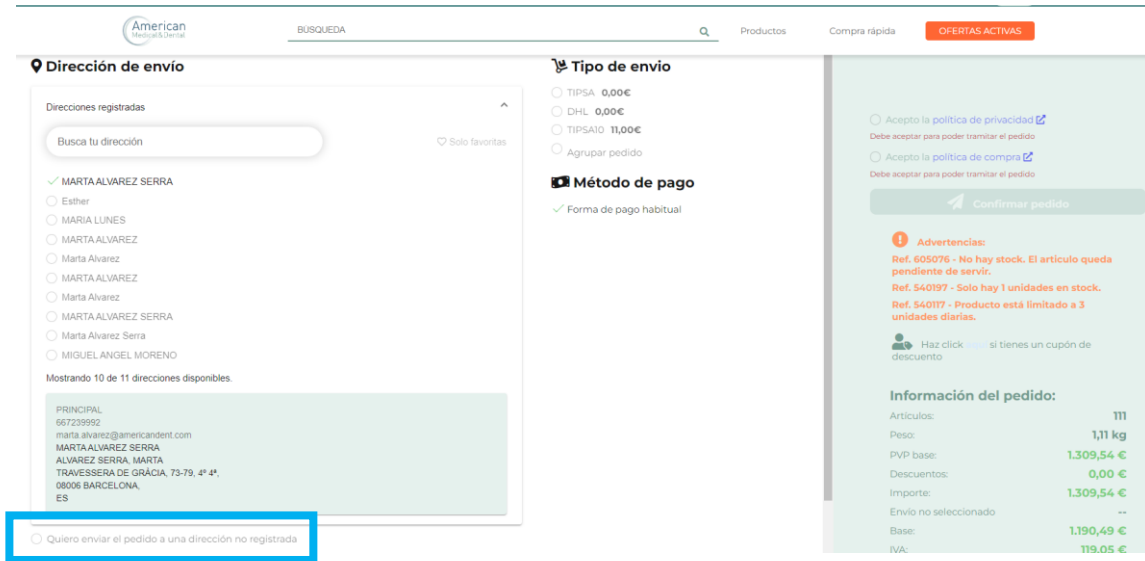 American
Medical&Dental
BÚSQUEDA
Productos
Compra rápida
OFERTAS ACTIVAS
Dirección de envío
Direcciones registradas
Busca tu dirección
Solo favoritas
MARTA ALVAREZ SERRA
Esther
MARIA LUNES
MARTA ALVAREZ
Marta Alvarez
MARTA ALVAREZ
Marta Alvarez
MARTA ALVAREZ SERRA
Marta Alvarez Serra
MIGUEL ANGEL MORENO
Mostrando 10 de 11 direcciones disponibles.
PRINCIPAL
667239992
marta.alvarez@americandent.com
MARTA ALVAREZ SERRA
ALVAREZ SERRA, MARTA
TRAVESSERA DE GRÀCIA, 73-79, 4º 4ª,
08006 BARCELONA,
ES
Quiero enviar el pedido a una dirección no registrada
Tipo de envio
TIPSA 0,00€
DHL 0,00€
TIPSA10 11,00€
Agrupar pedido
Método de pago
Forma de pago habitual
Acepto la política de privacidad
Debe aceptar para poder tramitar el pedido
Acepto la política de compra
Debe aceptar para poder tramitar el pedido
Confirmar pedido
Advertencias:
Ref. 605076 - No hay stock. El articulo queda
pendiente de servir.
Ref. 540197 - Solo hay 1 unidades en stock.
Ref. 540117 - Producto está limitado a 3
unidades diarias.
Haz click si tienes un cupón de
descuento
Información del pedido:
Artículos: 111
Peso: 1,11 kg
PVP base: 1.309,54 €
Descuentos: 0,00 €
Importe: 1.309,54 €
Envío no seleccionado --
Base: 1.190,49 €
IVA: 119,05 €